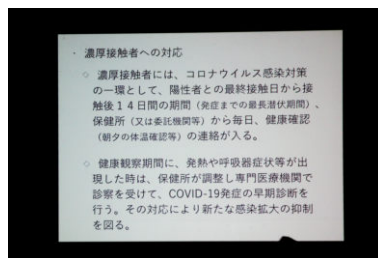 ・ 濃厚接触者への対応
○ 濃厚接触者には、コロナウイルス感染対策
の一環として、陽性者との最終接触日から接
触後１４日間の期間（発症までの最長潜伏期間）、
保健所（又は委託機関等）から毎日、健康確認
（朝夕の体温確認等）の連絡が入る。
○ 健康観察期間に、発熱や呼吸器症状等が出
現した時は、保健所が調整し専門医療機関で
診察を受けて、COVID-19発症の早期診断を
行う。その対応により新たな感染拡大の抑制
を図る。